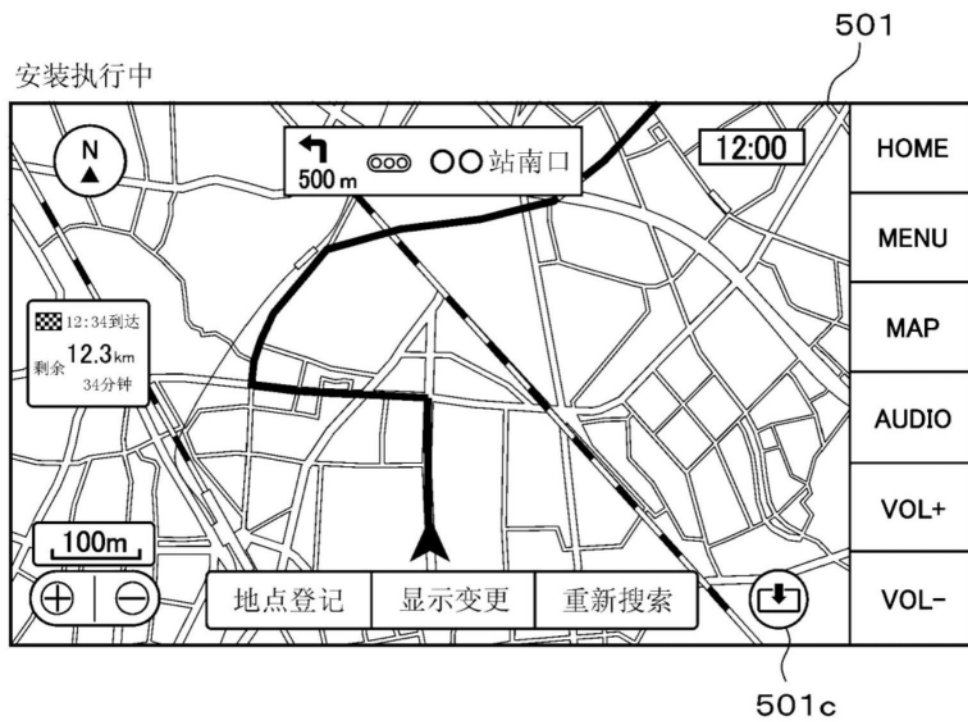 501
安装执行中
N
500 m
○○站南口
12:00
HOME
MENU
MAP
AUDIO
VOL+
VOL-
12:34到达
剩余 12.3km
34分钟
100m
地点登记
显示变更
重新搜索
501c